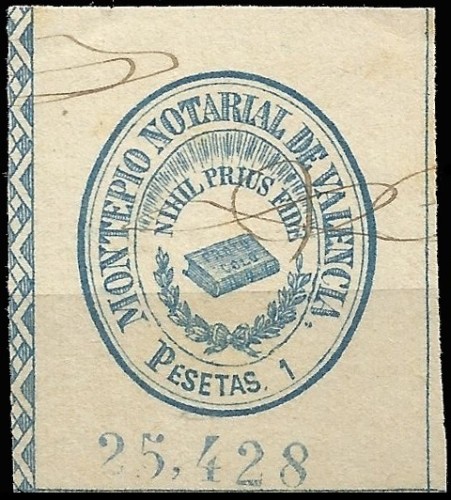 MONTEPIO NOTARIAL DE VALENCIA.
NIHIL PRIUS FIDE
PESETAS. 1
25,428